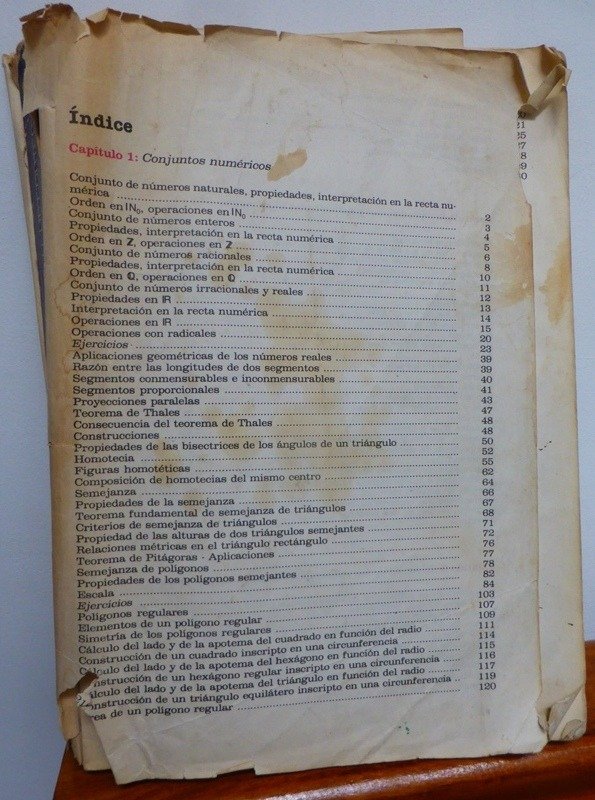 Índice
Capítulo 1: Conjuntos numéricos
Conjunto de números naturales, propiedades, interpretación en la recta nu-
mérica 2
Orden en IN₀, operaciones en IN₀ 3
Conjunto de números enteros 4
Propiedades, interpretación en la recta numérica 5
Orden en ℤ, operaciones en ℤ 6
Conjunto de números racionales 8
Propiedades, interpretación en la recta numérica 10
Orden en ℚ, operaciones en ℚ 11
Conjunto de números irracionales y reales 12
Propiedades en IR 13
Interpretación en la recta numérica 14
Operaciones en IR 15
Operaciones con radicales 20
Ejercicios 23
Aplicaciones geométricas de los números reales 39
Razón entre las longitudes de dos segmentos 39
Segmentos conmensurables e inconmensurables 40
Segmentos proporcionales 41
Proyecciones paralelas 43
Teorema de Thales 47
Consecuencia del teorema de Thales 48
Construcciones 48
Propiedades de las bisectrices de los ángulos de un triángulo 50
Homotecia 52
Figuras homotéticas 55
Composición de homotecias del mismo centro 62
Semejanza 64
Propiedades de la semejanza 66
Teorema fundamental de semejanza de triángulos 67
Criterios de semejanza de triángulos 68
Propiedad de las alturas de dos triángulos semejantes 71
Relaciones métricas en el triángulo rectángulo 72
Teorema de Pitágoras - Aplicaciones 76
Semejanza de polígonos 77
Propiedades de los polígonos semejantes 78
Escala 82
Ejercicios 84
Polígonos regulares 103
Elementos de un polígono regular 107
Simetría de los polígonos regulares 109
Cálculo del lado y de la apotema del cuadrado en función del radio 111
Construcción de un cuadrado inscripto en una circunferencia 114
Cálculo del lado y de la apotema del hexágono en función del radio 115
onstrucción de un hexágono regular inscripto en una circunferencia 116
álculo del lado y de la apotema del triángulo en función del radio 117
onstrucción de un triángulo equilátero inscripto en una circunferencia 119
rea de un polígono regular 120
21
25
27